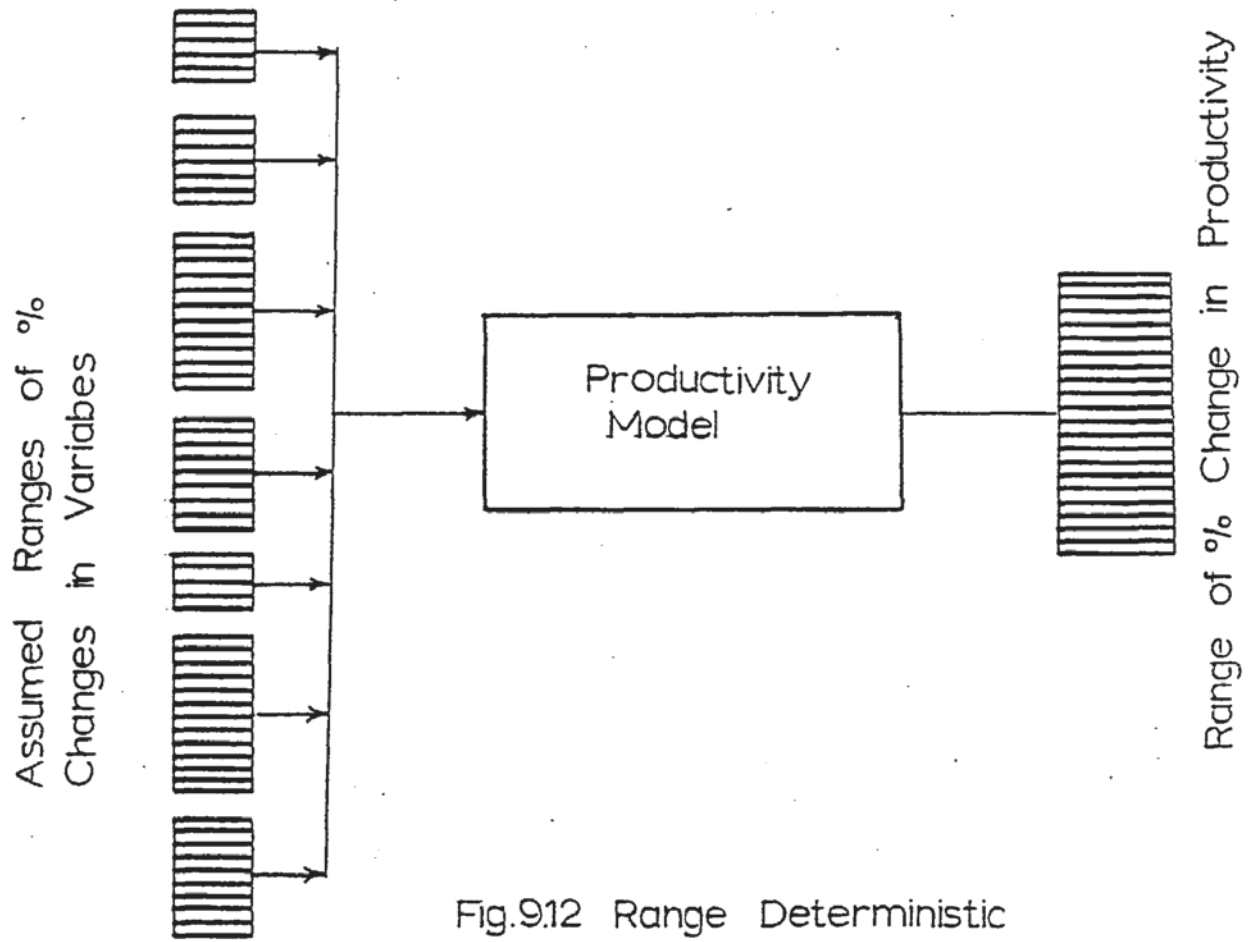 Assumed Ranges of %
Changes in Variabes
Productivity
Model
Range of % Change in Productivity
Fig.9.12 Range Deterministic